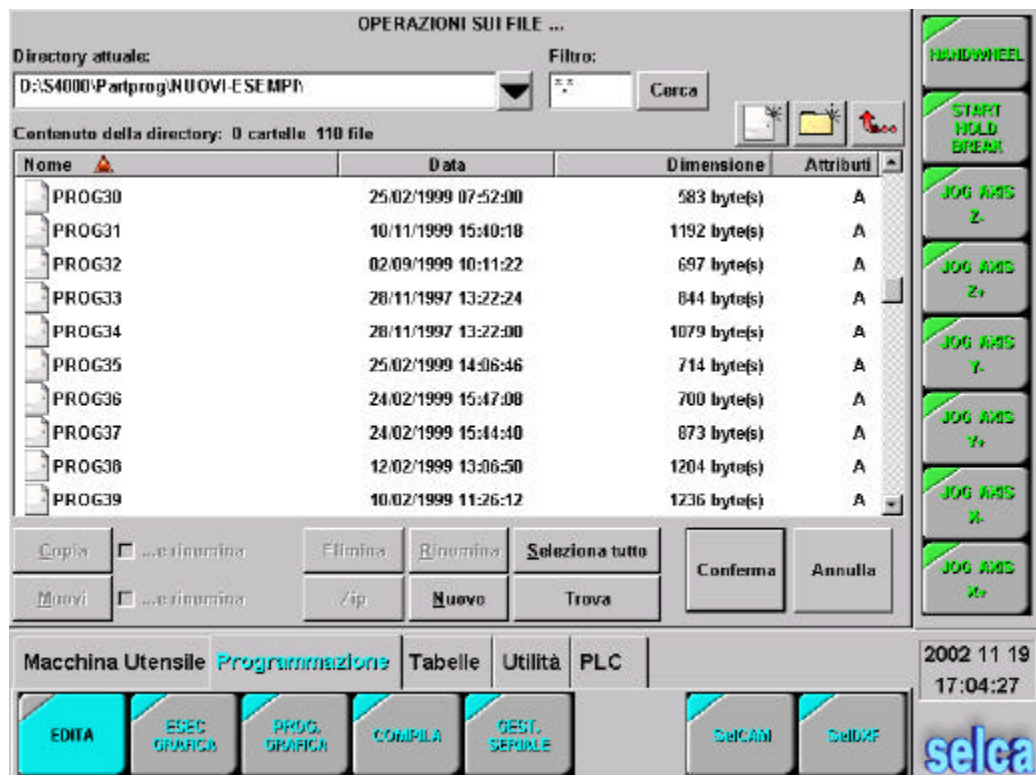 OPERAZIONI SUI FILE ...
Directory attuale:
Filtro:
D:\S4000\Partprog\NUOVI-ESEMPI\
*.*
Cerca
Contenuto della directory: 0 cartelle 110 file
Nome Data Dimensione Attributi
PROG30 25/02/1999 07:52:00 583 byte(s) A
PROG31 10/11/1999 15:40:18 1192 byte(s) A
PROG32 02/09/1999 10:11:22 697 byte(s) A
PROG33 28/11/1997 13:22:24 844 byte(s) A
PROG34 28/11/1997 13:22:00 1079 byte(s) A
PROG35 25/02/1999 14:06:46 714 byte(s) A
PROG36 24/02/1999 15:47:08 700 byte(s) A
PROG37 24/02/1999 15:44:40 873 byte(s) A
PROG38 12/02/1999 13:06:50 1204 byte(s) A
PROG39 10/02/1999 11:26:12 1236 byte(s) A
Copia ...e rinomina Elimina Rinomina Seleziona tutto
Muovi ...e rinomina Zip Nuovo Trova
Conferma Annulla
HANDWHEEL
START
HOLD
BREAK
JOG AXIS
Z-
JOG AXIS
Z+
JOG AXIS
Y-
JOG AXIS
Y+
JOG AXIS
X-
JOG AXIS
X+
Macchina Utensile Programmazione Tabelle Utilità PLC
2002 11 19
17:04:27
EDITA
ESEC
GRAFICA
PROG.
GRAFICA
COMPILA
GEST.
SERIALE
SelCAM
SelDXF
selca